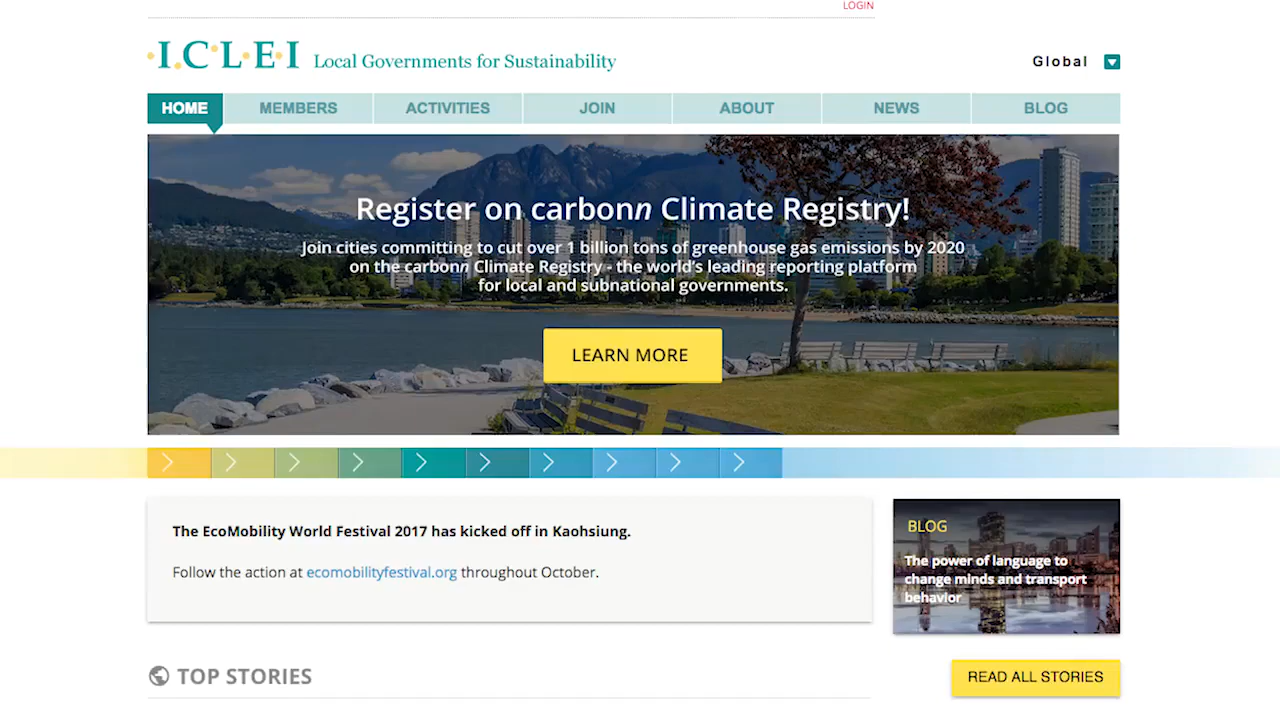 LOGIN
ICLEI Local Governments for Sustainability
Global
HOME MEMBERS ACTIVITIES JOIN ABOUT NEWS BLOG
Register on carbonn Climate Registry!
Join cities committing to cut over 1 billion tons of greenhouse gas emissions by 2020
on the carbonn Climate Registry - the world's leading reporting platform
for local and subnational governments.
LEARN MORE
The EcoMobility World Festival 2017 has kicked off in Kaohsiung.
Follow the action at ecomobilityfestival.org throughout October.
BLOG
The power of language to
change minds and transport
behavior
TOP STORIES
READ ALL STORIES